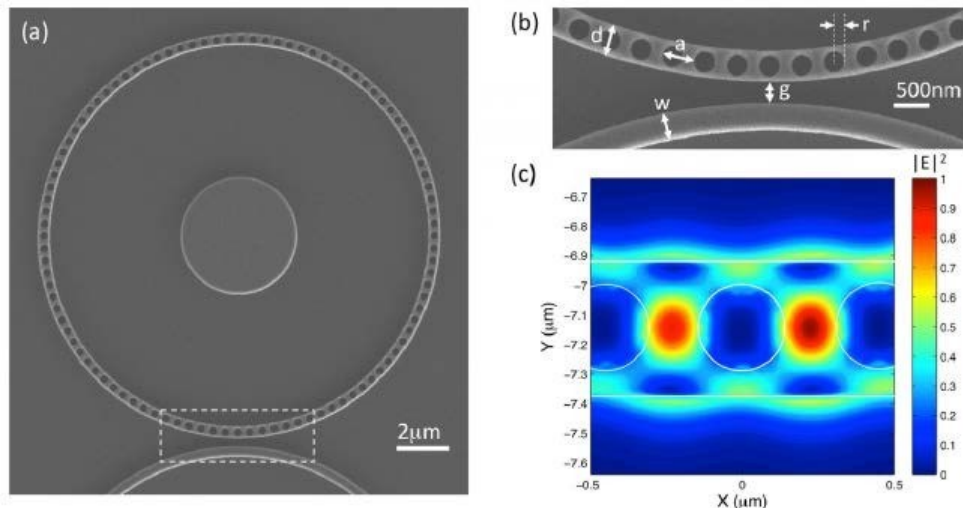 (a)
2μm
(b)
d
a
r
g
w
500nm
(c)
|E|²
-6.7
-6.8
-6.9
-7
-7.1
-7.2
-7.3
-7.4
-7.5
-7.6
Y (μm)
-0.5
0
0.5
X (μm)
1
0.9
0.8
0.7
0.6
0.5
0.4
0.3
0.2
0.1
0